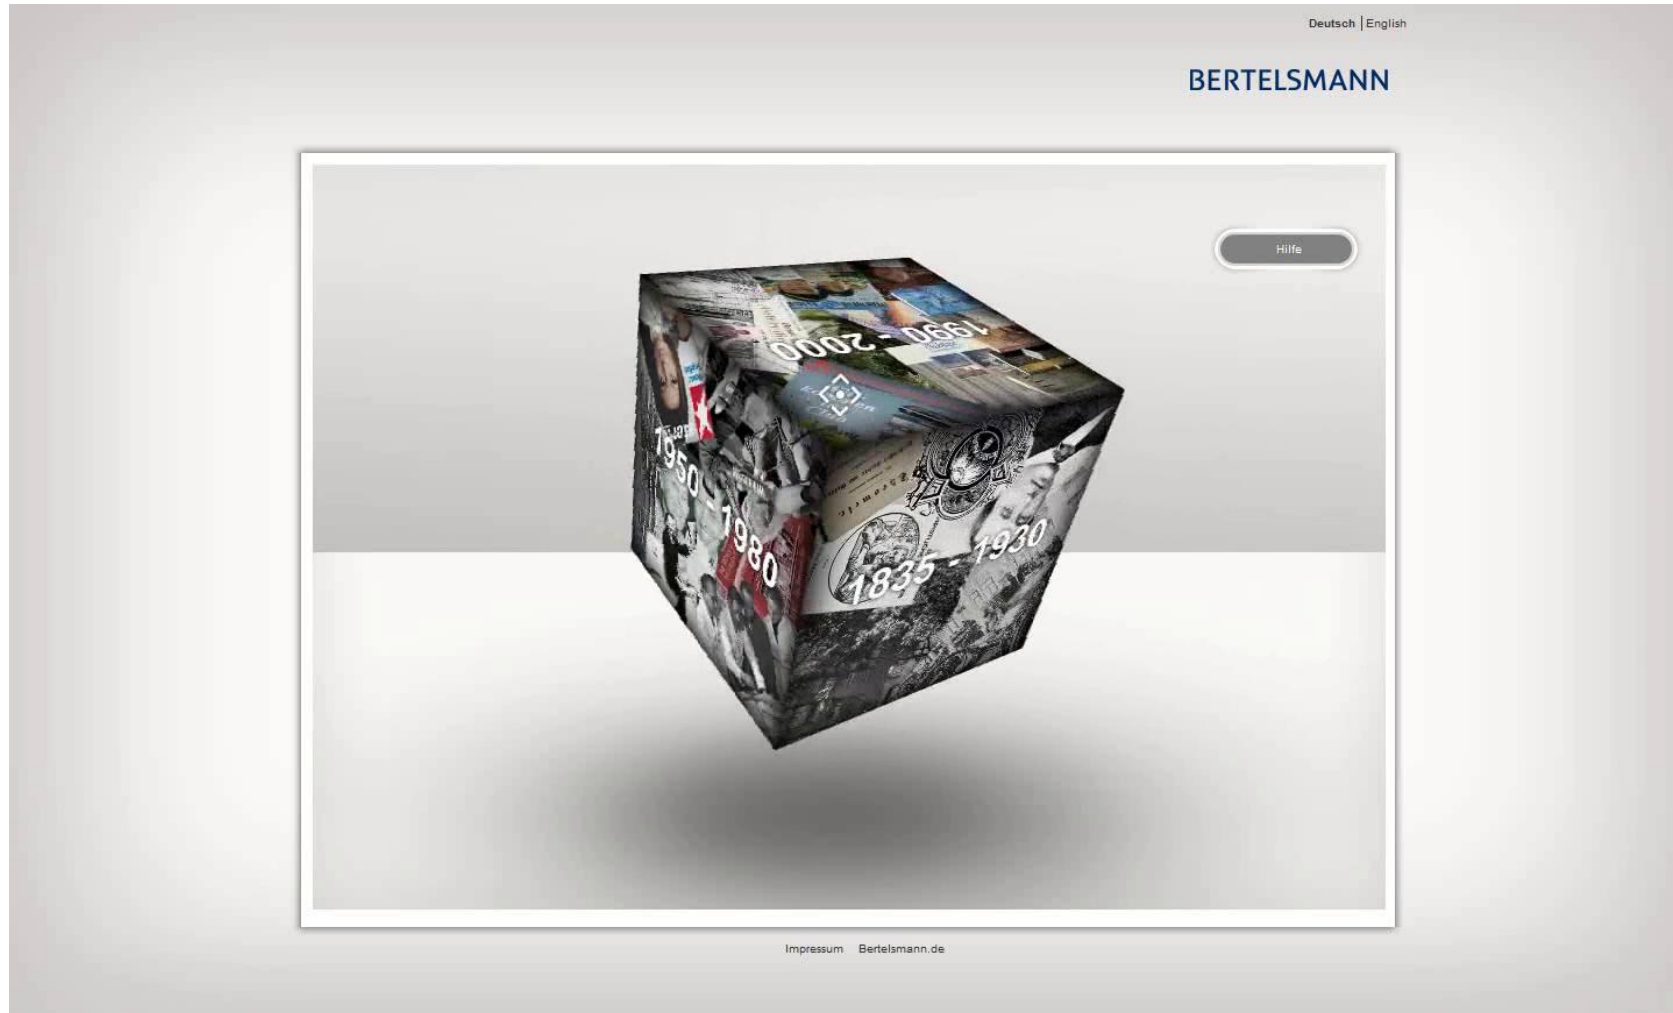 Deutsch | English
BERTELSMANN
Hilfe
1990 - 2000
1950 - 1980
1835 - 1930
Impressum Bertelsmann.de